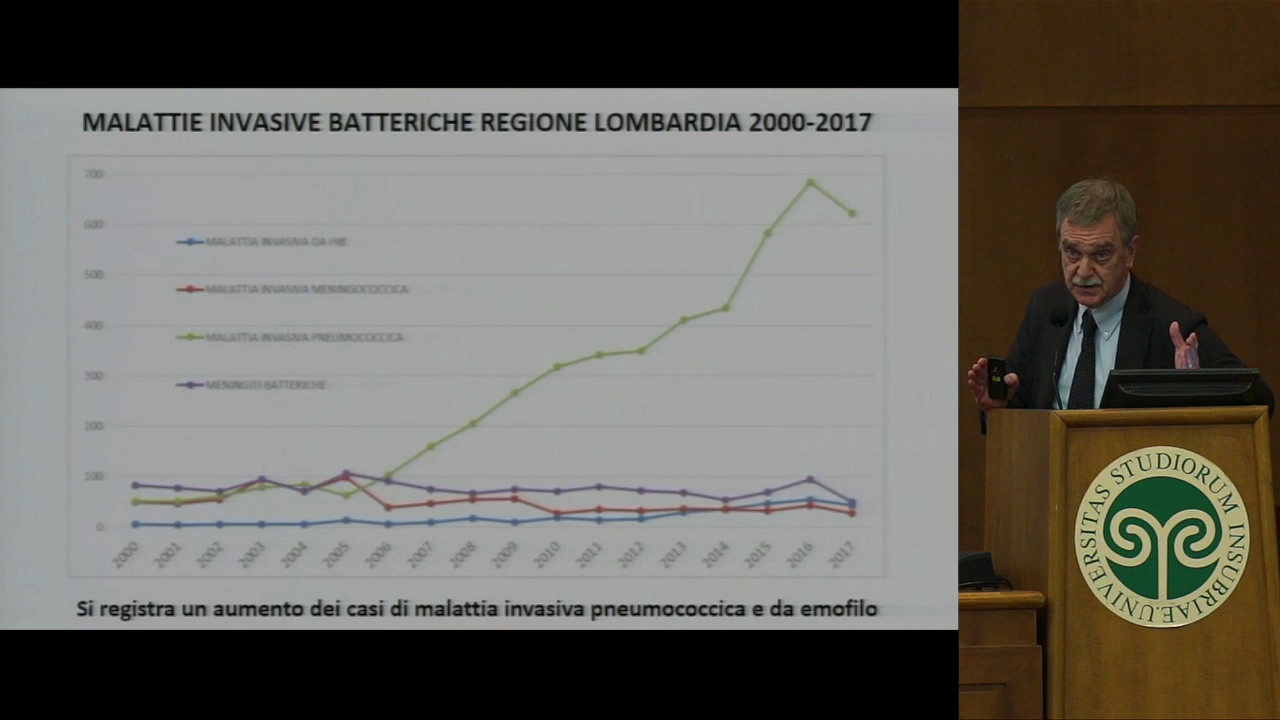 MALATTIE INVASIVE BATTERICHE REGIONE LOMBARDIA 2000-2017
700
600
500
400
300
200
100
0
MALATTIA INVASIVA DA HIB
MALATTIA INVASIVA MENINGOCOCCICA
MALATTIA INVASIVA PNEUMOCOCCICA
MENINGITI BATTERICHE
2000 2001 2002 2003 2004 2005 2006 2007 2008 2009 2010 2011 2012 2013 2014 2015 2016 2017
Si registra un aumento dei casi di malattia invasiva pneumococcica e da emofilo
UNIVERSITAS STUDIORUM INSUBRIAE